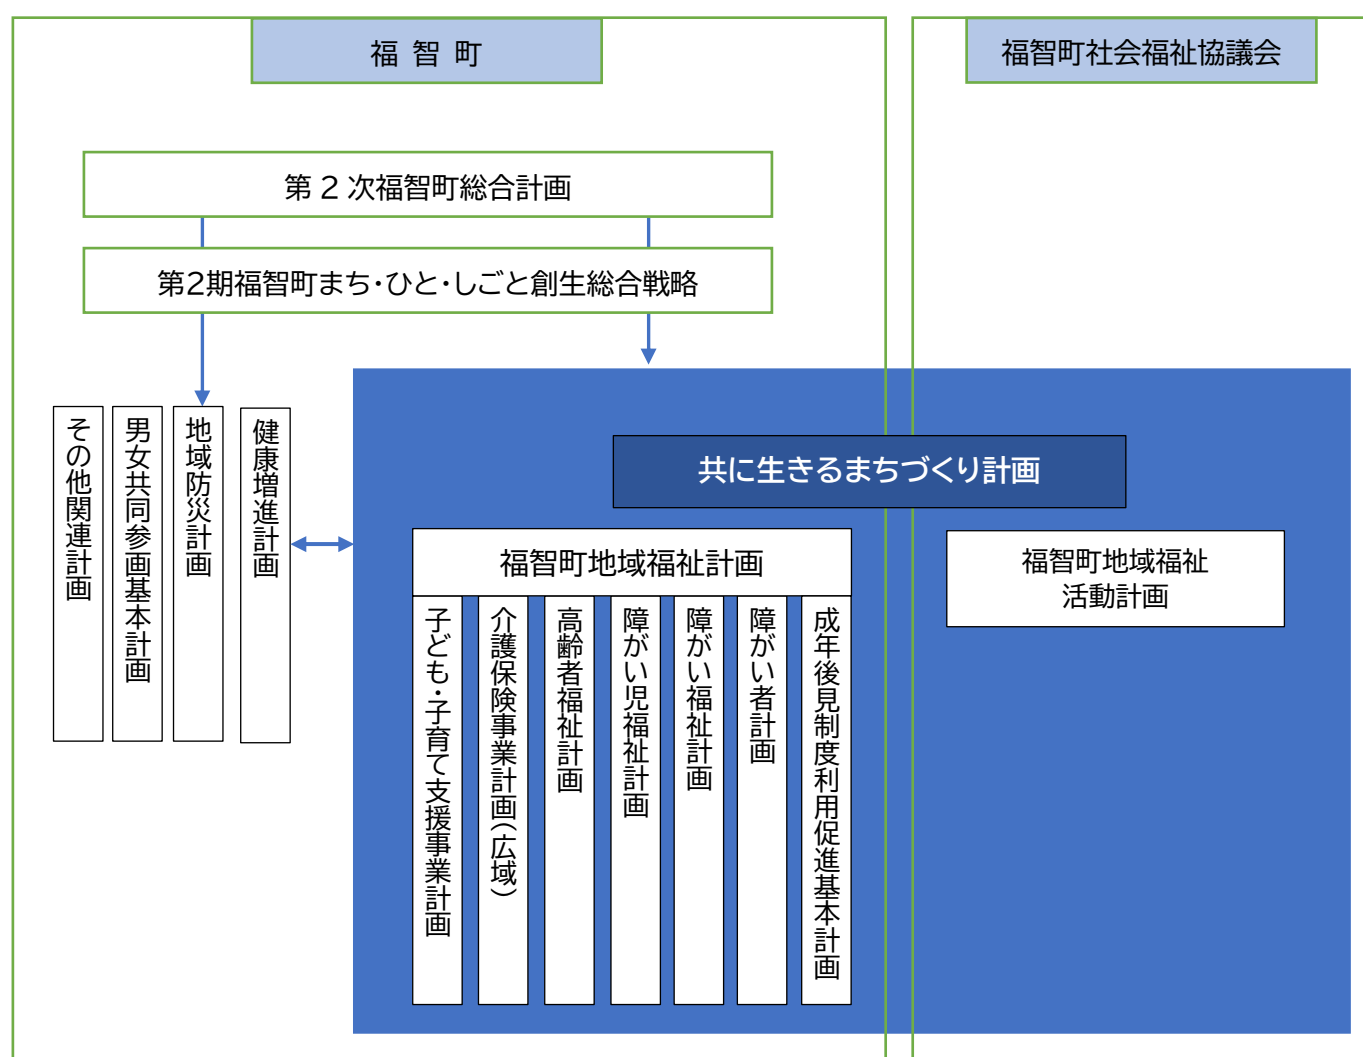 福 智 町
福智町社会福祉協議会
第 2 次福智町総合計画
第2期福智町まち・ひと・しごと創生総合戦略
その他関連計画
男女共同参画基本計画
地域防災計画
健康増進計画
共に生きるまちづくり計画
福智町地域福祉計画
子ども・子育て支援事業計画
介護保険事業計画(広域)
高齢者福祉計画
障がい児福祉計画
障がい福祉計画
障がい者計画
成年後見制度利用促進基本計画
福智町地域福祉
活動計画